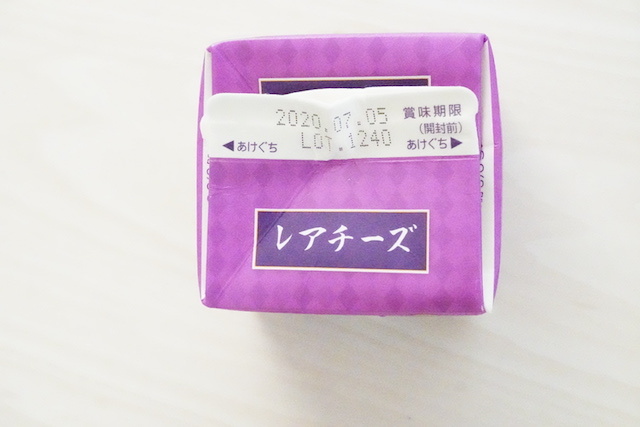 2020.07.05 賞味期限
(開封前)
LOT.1240
◀あけぐち あけぐち▶
レアチーズ